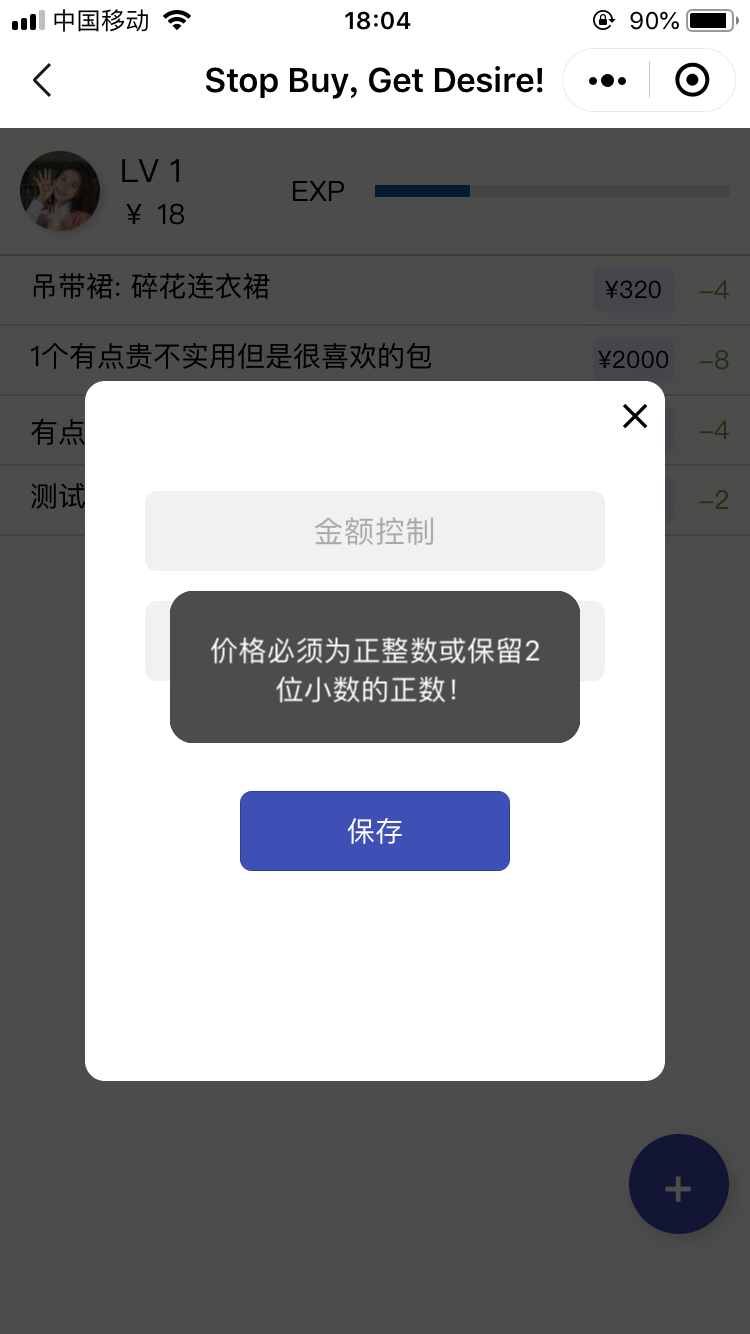 中国移动
18:04
90%
Stop Buy, Get Desire!
LV 1
¥ 18
EXP
吊带裙: 碎花连衣裙 ¥320 -4
1个有点贵不实用但是很喜欢的包 ¥2000 -8
有点 -4
测试 -2
金额控制
价格必须为正整数或保留2
位小数的正数！
保存
+